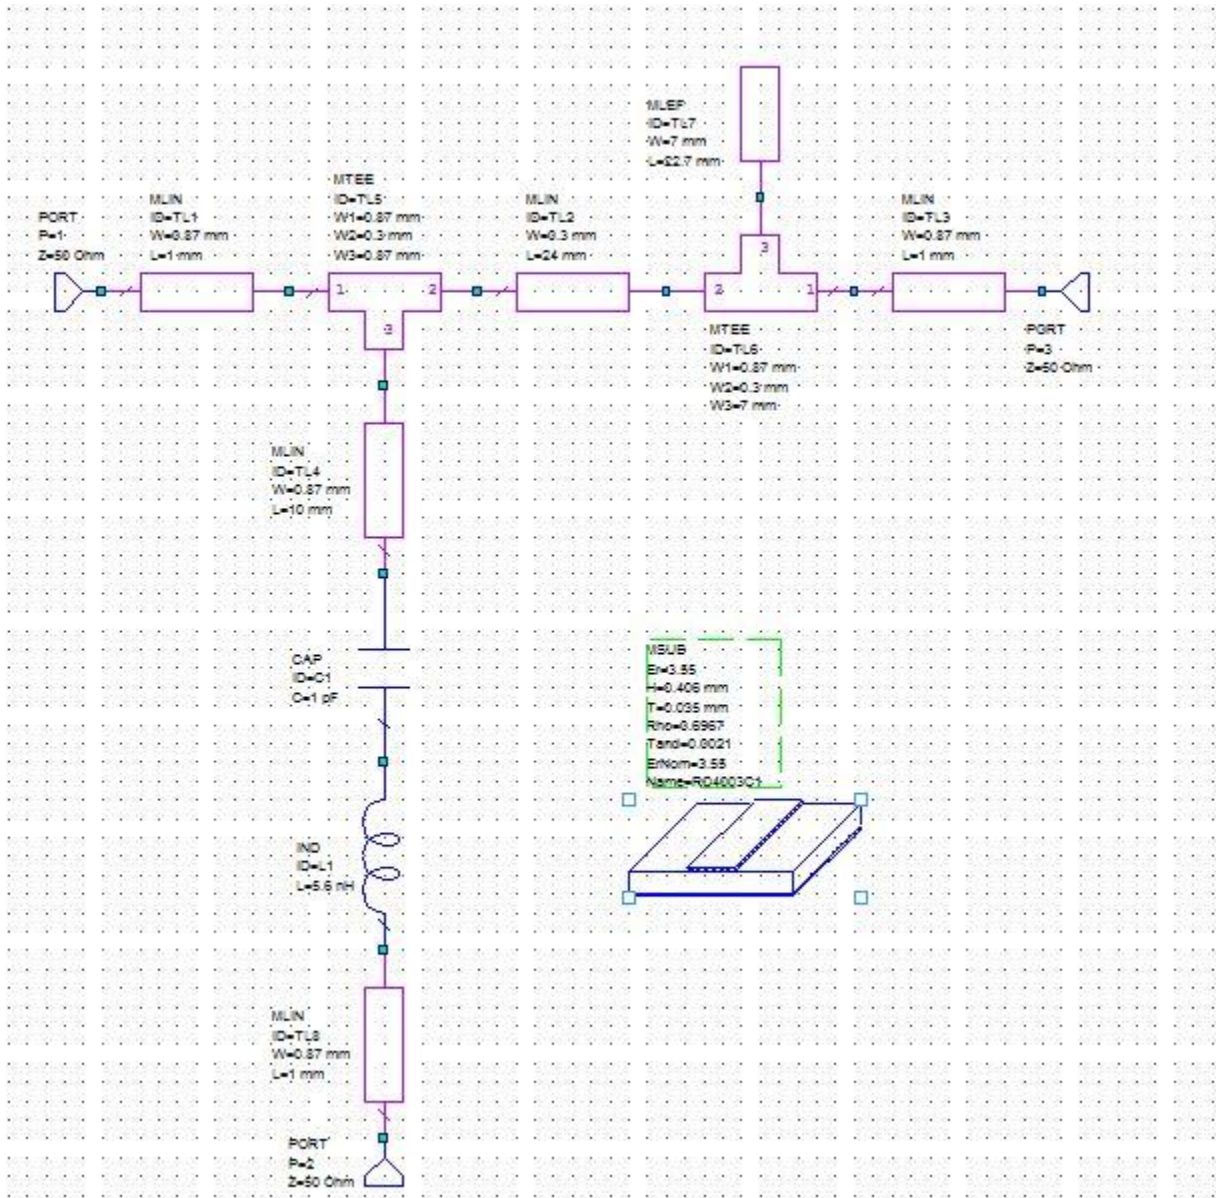 MLEF
ID=TL7
W=7 mm
L=22.7 mm
MTEE
ID=TL5
W1=0.87 mm
W2=0.3 mm
W3=0.87 mm
MLIN
ID=TL1
W=0.87 mm
L=1 mm
MLIN
ID=TL2
W=0.3 mm
L=24 mm
MLIN
ID=TL3
W=0.87 mm
L=1 mm
PORT
P=1
Z=50 Ohm
1
2
3
2
1
3
MTEE
ID=TL6
W1=0.87 mm
W2=0.3 mm
W3=7 mm
PORT
P=3
Z=50 Ohm
MLIN
ID=TL4
W=0.87 mm
L=10 mm
CAP
ID=C1
C=1 pF
MSUB
Er=3.55
H=0.406 mm
T=0.035 mm
Rho=0.6967
Tand=0.0021
ErNom=3.55
Name=RO4003C1
IND
ID=L1
L=5.6 nH
MLIN
ID=TL8
W=0.87 mm
L=1 mm
PORT
P=2
Z=50 Ohm